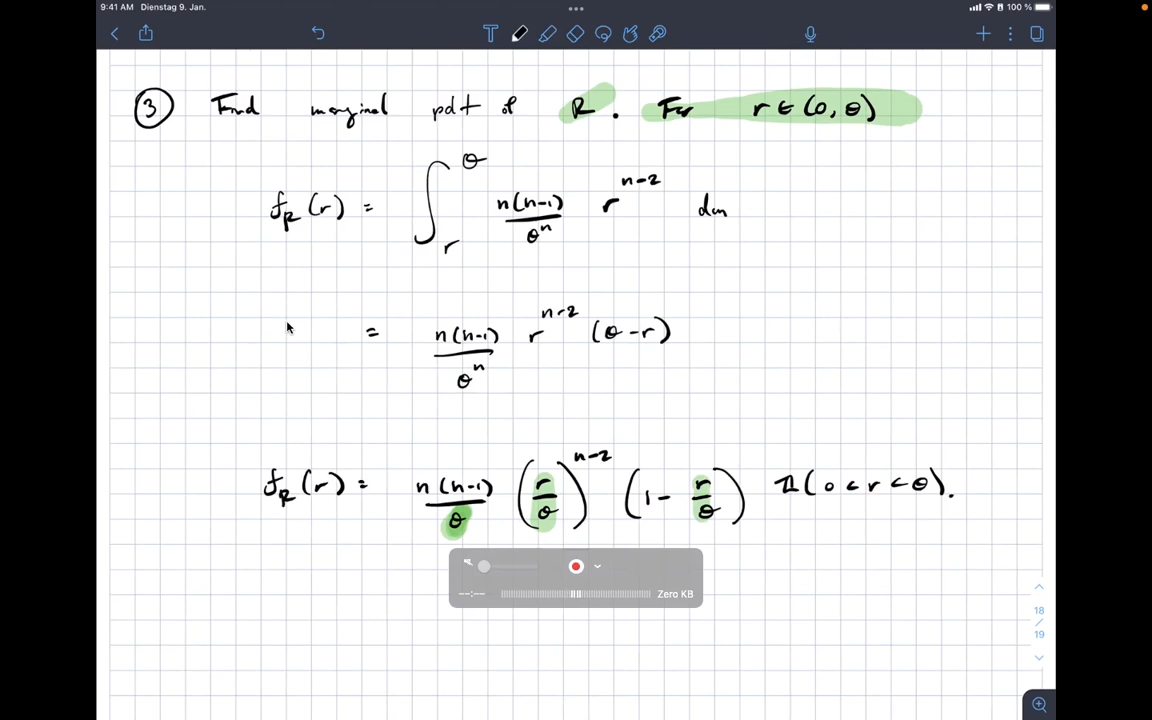 9:41 AM Dienstag 9. Jan. 100 %
③ Find marginal pdf of R. For r ∈ (0, θ)
f_R(r) = ∫_r^θ n(n-1)/θ^n r^{n-2} dm
= n(n-1)/θ^n r^{n-2} (θ-r)
f_R(r) = n(n-1)/θ (r/θ)^{n-2} (1 - r/θ) 𝟙(0 < r < θ).
--:-- Zero KB
18
/
19